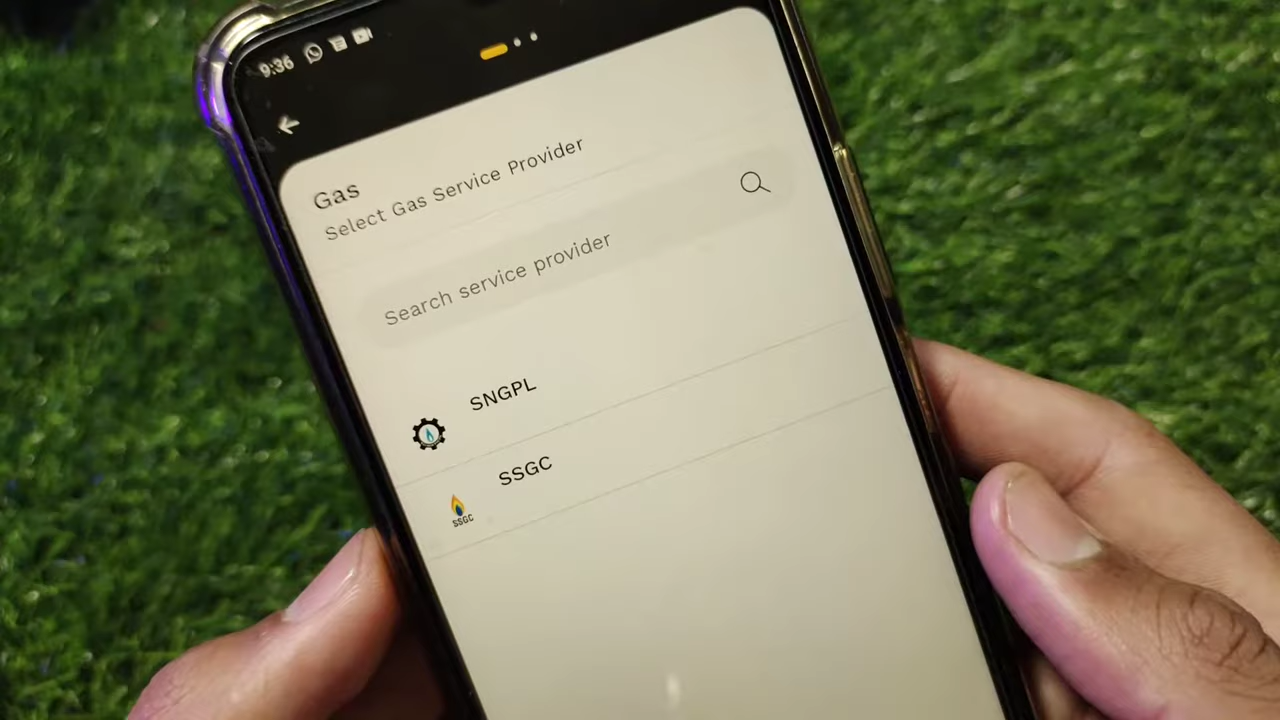 9:36
Gas
Select Gas Service Provider
Search service provider
SNGPL
SSGC
SSGC